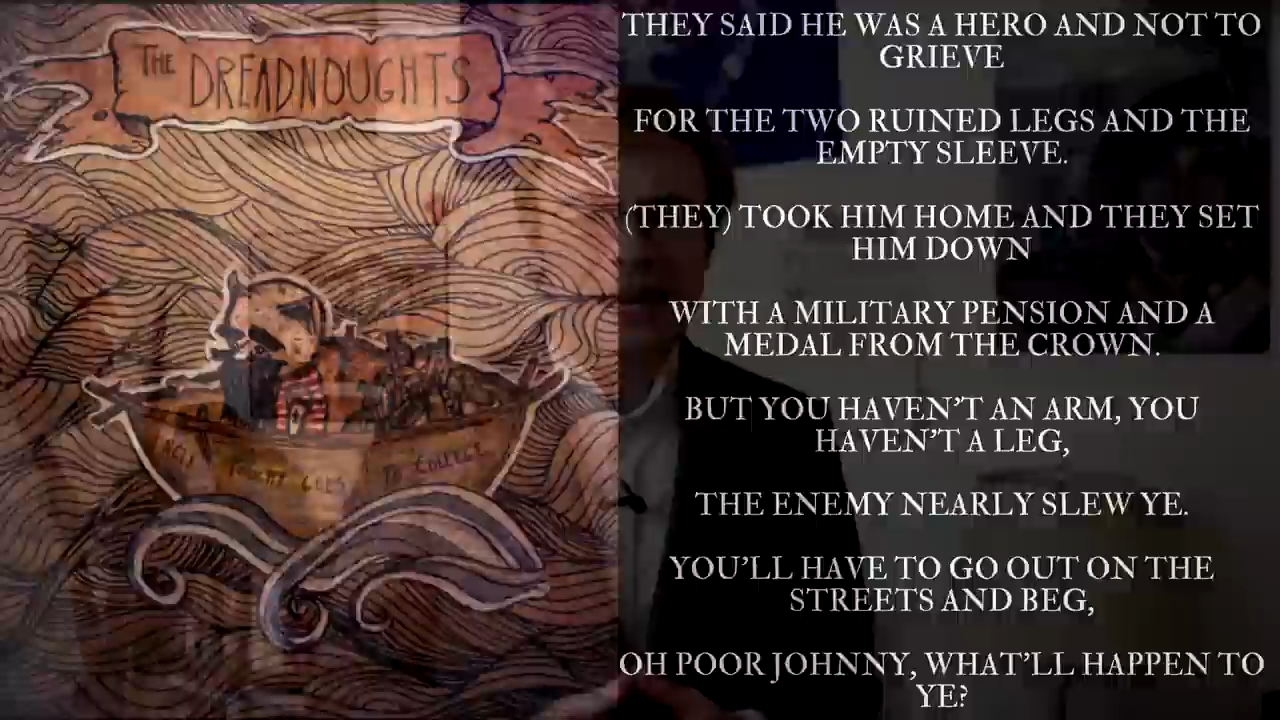 THE DREADNOUGHTS
THEY SAID HE WAS A HERO AND NOT TO
GRIEVE
FOR THE TWO RUINED LEGS AND THE
EMPTY SLEEVE.
(THEY) TOOK HIM HOME AND THEY SET
HIM DOWN
WITH A MILITARY PENSION AND A
MEDAL FROM THE CROWN.
BUT YOU HAVEN'T AN ARM, YOU
HAVEN'T A LEG,
THE ENEMY NEARLY SLEW YE.
YOU'LL HAVE TO GO OUT ON THE
STREETS AND BEG,
OH POOR JOHNNY, WHAT'LL HAPPEN TO
YE?
TO COLLEGE